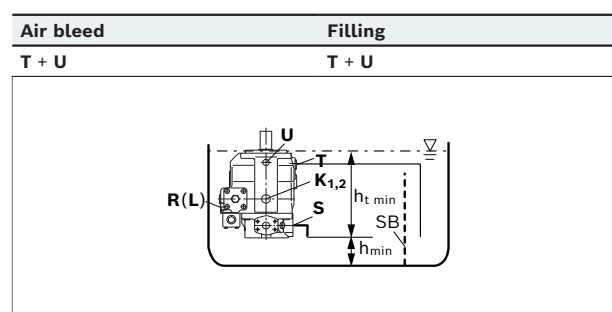 Air bleed Filling
T + U T + U
U
T
K1,2
R(L)
S
ht min
SB
hmin